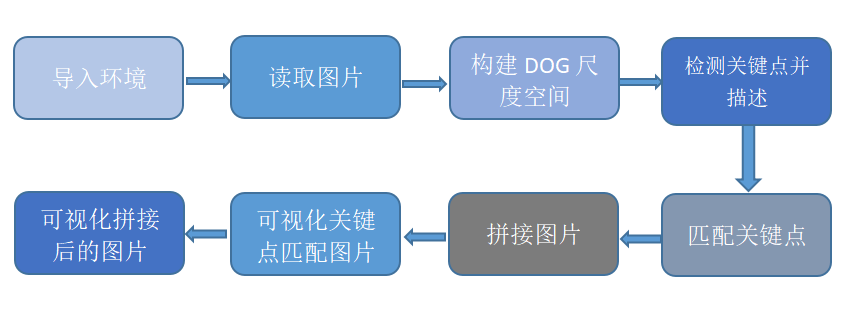 导入环境
读取图片
构建 DOG 尺
度空间
检测关键点并
描述
匹配关键点
拼接图片
可视化关键
点匹配图片
可视化拼接
后的图片